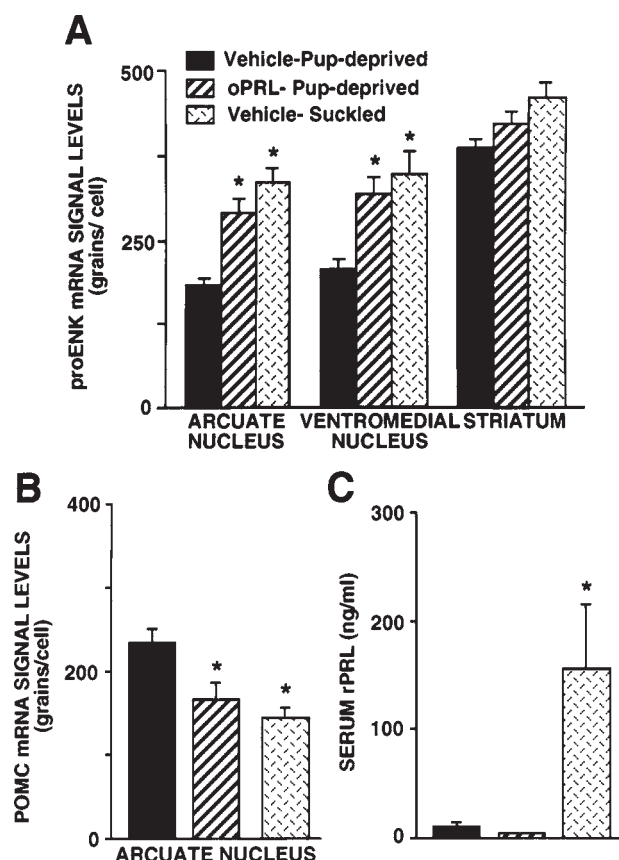 A
Vehicle-Pup-deprived
oPRL- Pup-deprived
Vehicle- Suckled
proENK mRNA SIGNAL LEVELS
(grains/ cell)
500
250
0
* * * *
ARCUATE VENTROMEDIAL STRIATUM
NUCLEUS NUCLEUS
B
POMC mRNA SIGNAL LEVELS
(grains/cell)
400
200
0
* *
ARCUATE NUCLEUS
C
SERUM rPRL (ng/ml)
300
200
100
0
*